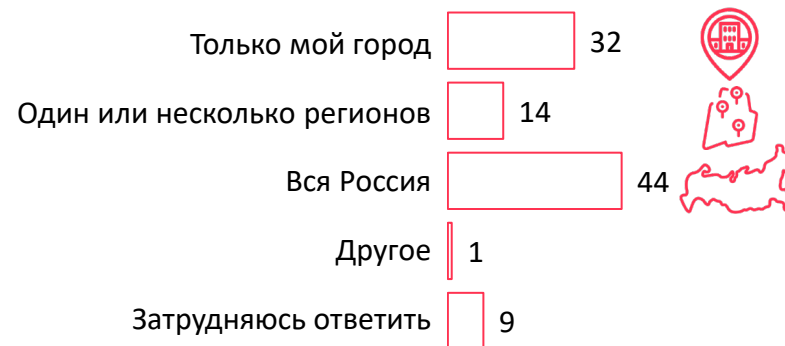 Только мой город 32
Один или несколько регионов 14
Вся Россия 44
Другое 1
Затрудняюсь ответить 9